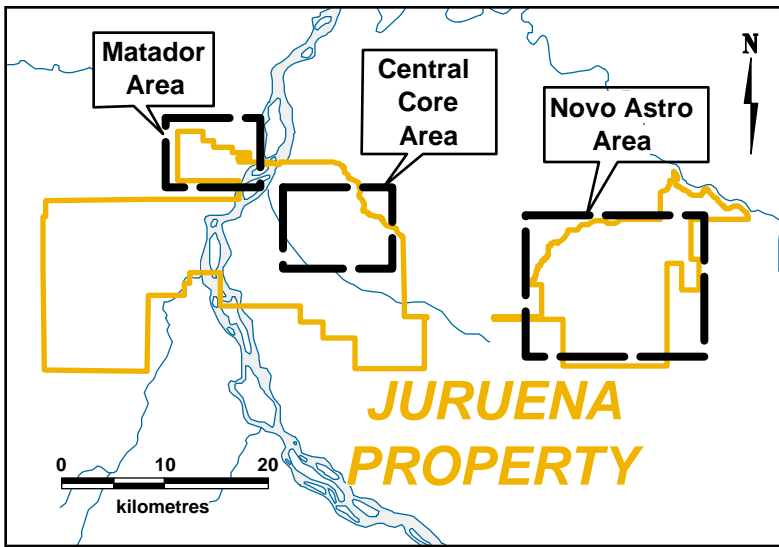 Matador
Area
Central
Core
Area
Novo Astro
Area
N
JURUENA
PROPERTY
0 10 20
kilometres